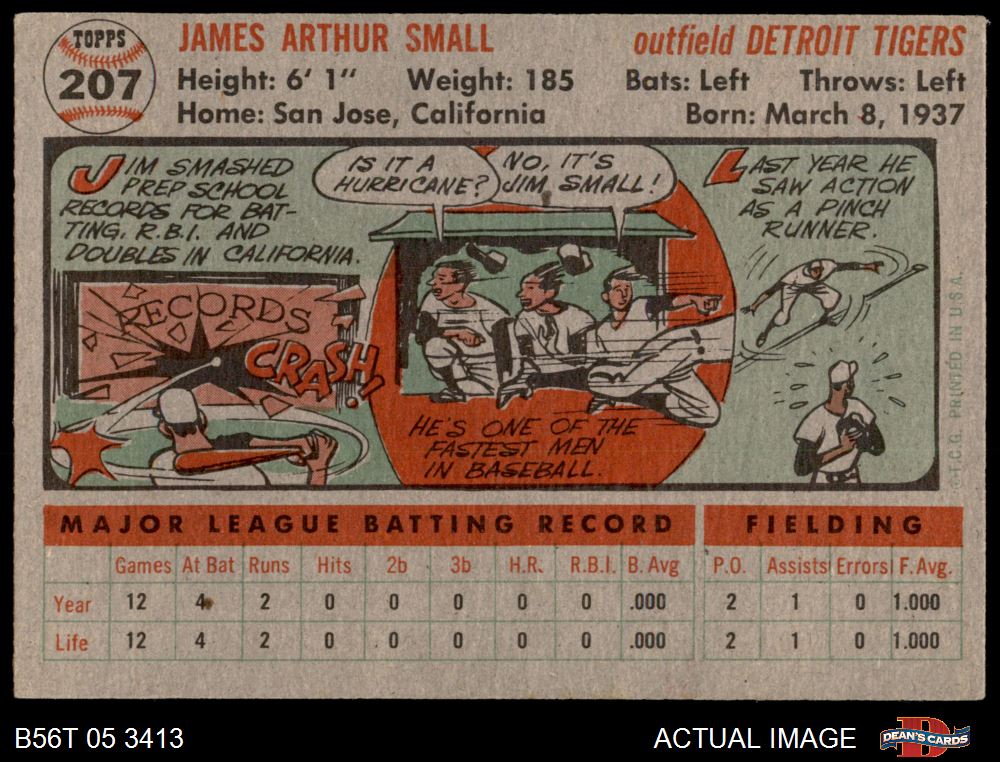 TOPPS
207
JAMES ARTHUR SMALL
outfield DETROIT TIGERS
Height: 6' 1" Weight: 185 Bats: Left Throws: Left
Home: San Jose, California Born: March 8, 1937
JIM SMASHED
PREP SCHOOL
RECORDS FOR BAT-
TING, R.B.I. AND
DOUBLES IN CALIFORNIA.
RECORDS
CRASH!
IS IT A
HURRICANE?
NO, IT'S
JIM SMALL!
HE'S ONE OF THE
FASTEST MEN
IN BASEBALL.
LAST YEAR HE
SAW ACTION
AS A PINCH
RUNNER.
©T.C.G. PRINTED IN U.S.A.
MAJOR LEAGUE BATTING RECORD FIELDING
Games At Bat Runs Hits 2b 3b H.R. R.B.I. B. Avg P.O. Assists Errors F. Avg.
Year 12 4 2 0 0 0 0 0 .000 2 1 0 1.000
Life 12 4 2 0 0 0 0 0 .000 2 1 0 1.000
B56T 05 3413
ACTUAL IMAGE
D
DEAN'S CARDS